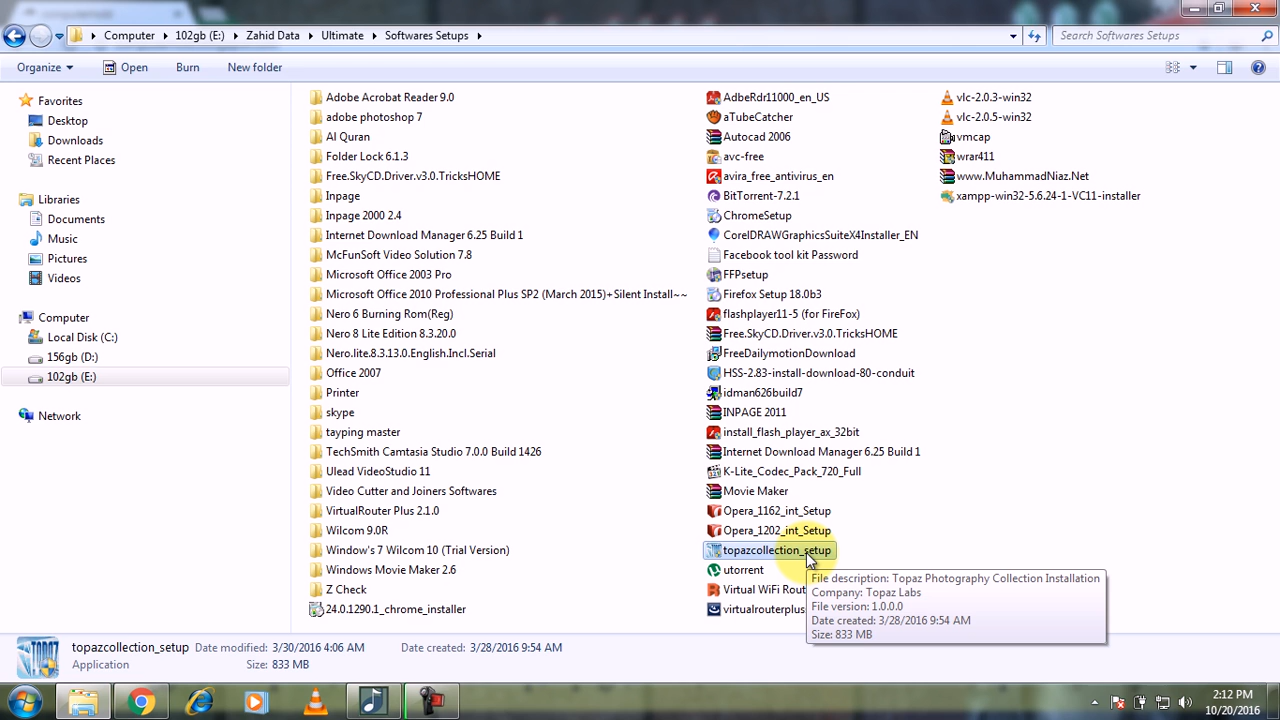 Computer 102gb (E:) Zahid Data Ultimate Softwares Setups
Search Softwares Setups
Organize Open Burn New folder
Favorites
Desktop
Downloads
Recent Places
Libraries
Documents
Music
Pictures
Videos
Computer
Local Disk (C:)
156gb (D:)
102gb (E:)
Network
Adobe Acrobat Reader 9.0
adobe photoshop 7
Al Quran
Folder Lock 6.1.3
Free.SkyCD.Driver.v3.0.TricksHOME
Inpage
Inpage 2000 2.4
Internet Download Manager 6.25 Build 1
McFunSoft Video Solution 7.8
Microsoft Office 2003 Pro
Microsoft Office 2010 Professional Plus SP2 (March 2015)+Silent Install~~
Nero 6 Burning Rom(Reg)
Nero 8 Lite Edition 8.3.20.0
Nero.lite.8.3.13.0.English.Incl.Serial
Office 2007
Printer
skype
tayping master
TechSmith Camtasia Studio 7.0.0 Build 1426
Ulead VideoStudio 11
Video Cutter and Joiners Softwares
VirtualRouter Plus 2.1.0
Wilcom 9.0R
Window's 7 Wilcom 10 (Trial Version)
Windows Movie Maker 2.6
Z Check
24.0.1290.1_chrome_installer
AdbeRdr11000_en_US
aTubeCatcher
Autocad 2006
avc-free
avira_free_antivirus_en
BitTorrent-7.2.1
ChromeSetup
CorelDRAWGraphicsSuiteX4Installer_EN
Facebook tool kit Password
FFPsetup
Firefox Setup 18.0b3
flashplayer11-5 (for FireFox)
Free.SkyCD.Driver.v3.0.TricksHOME
FreeDailymotionDownload
HSS-2.83-install-download-80-conduit
idman626build7
INPAGE 2011
install_flash_player_ax_32bit
Internet Download Manager 6.25 Build 1
K-Lite_Codec_Pack_720_Full
Movie Maker
Opera_1162_int_Setup
Opera_1202_int_Setup
topazcollection_setup
utorrent
Virtual WiFi Rout
virtualrouterplus
vlc-2.0.3-win32
vlc-2.0.5-win32
vmcap
wrar411
www.MuhammadNiaz.Net
xampp-win32-5.6.24-1-VC11-installer
File description: Topaz Photography Collection Installation
Company: Topaz Labs
File version: 1.0.0.0
Date created: 3/28/2016 9:54 AM
Size: 833 MB
topazcollection_setup Date modified: 3/30/2016 4:06 AM Date created: 3/28/2016 9:54 AM
Application Size: 833 MB
2:12 PM
10/20/2016